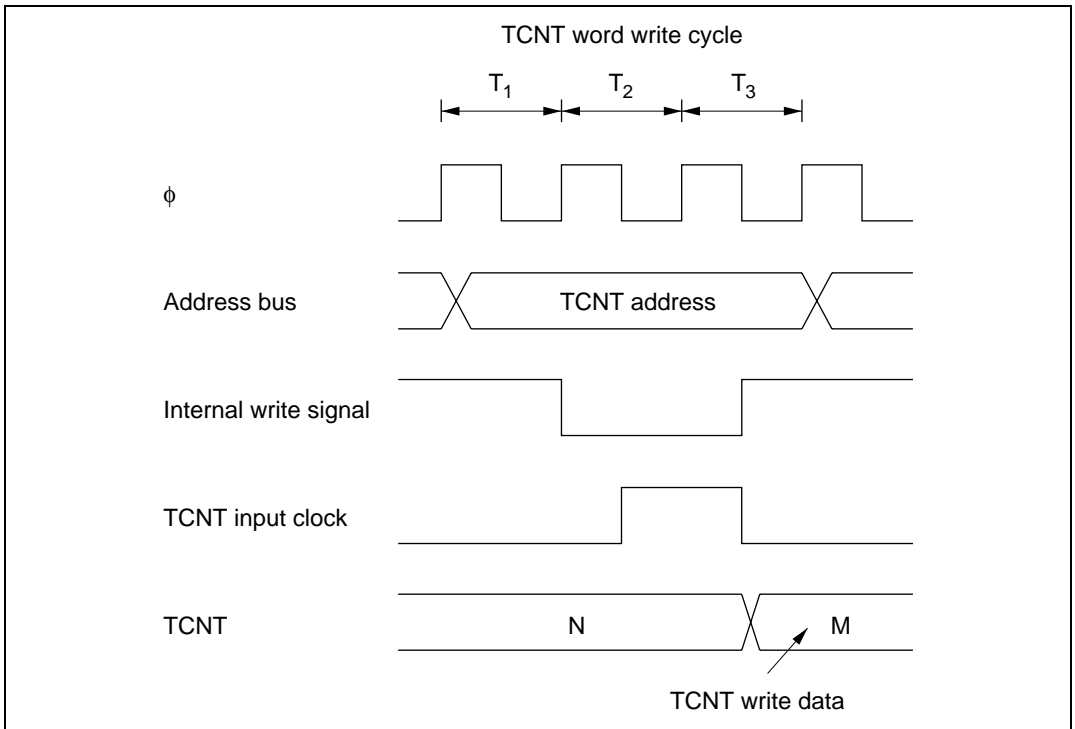 TCNT word write cycle
T1 T2 T3
ϕ
Address bus
TCNT address
Internal write signal
TCNT input clock
TCNT
N
M
TCNT write data